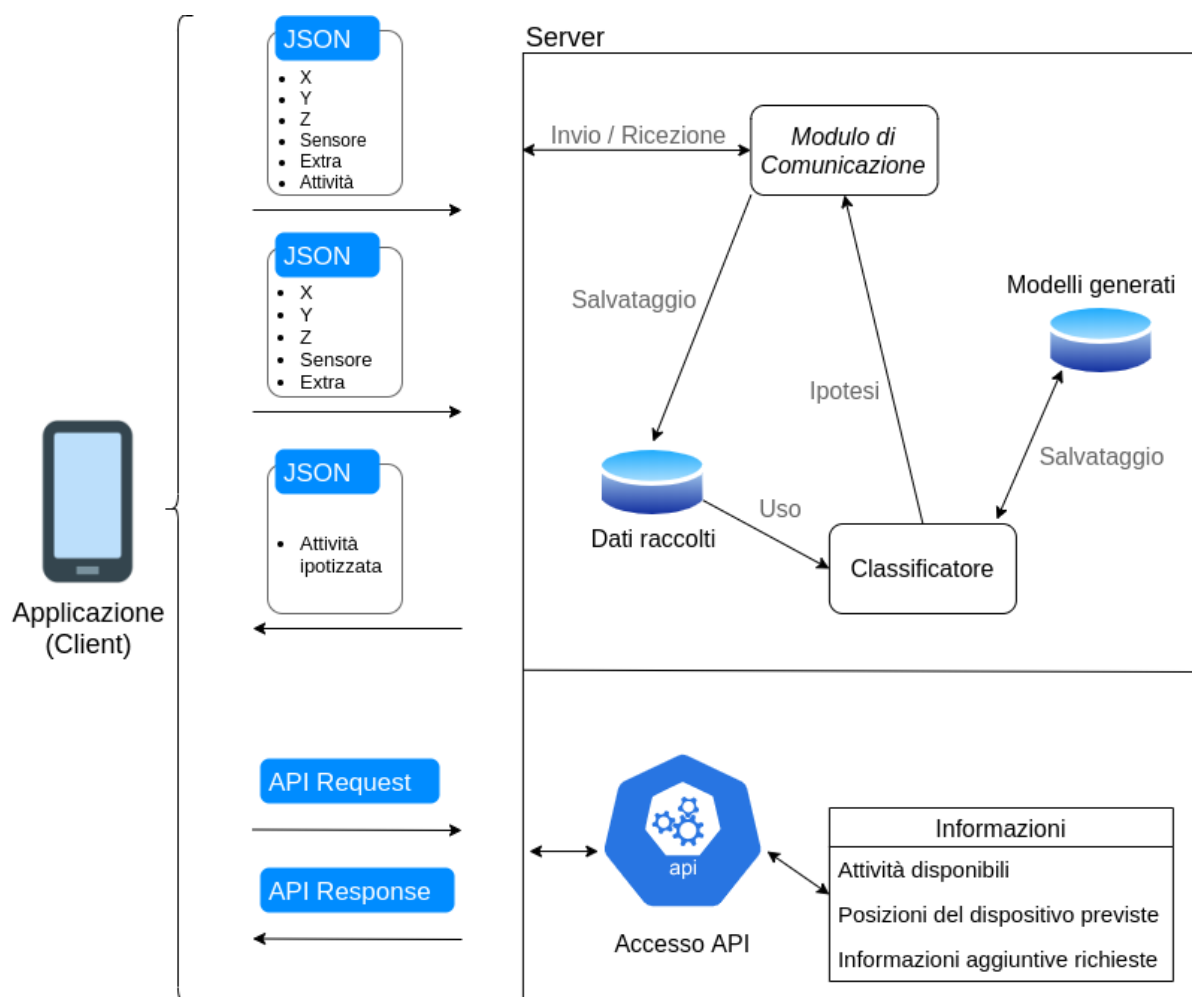 JSON
X
Y
Z
Sensore
Extra
Attività
JSON
X
Y
Z
Sensore
Extra
JSON
Attività
ipotizzata
Applicazione
(Client)
API Request
API Response
Server
Invio / Ricezione
Modulo di
Comunicazione
Salvataggio
Modelli generati
Ipotesi
Salvataggio
Uso
Dati raccolti
Classificatore
api
Accesso API
Informazioni
Attività disponibili
Posizioni del dispositivo previste
Informazioni aggiuntive richieste